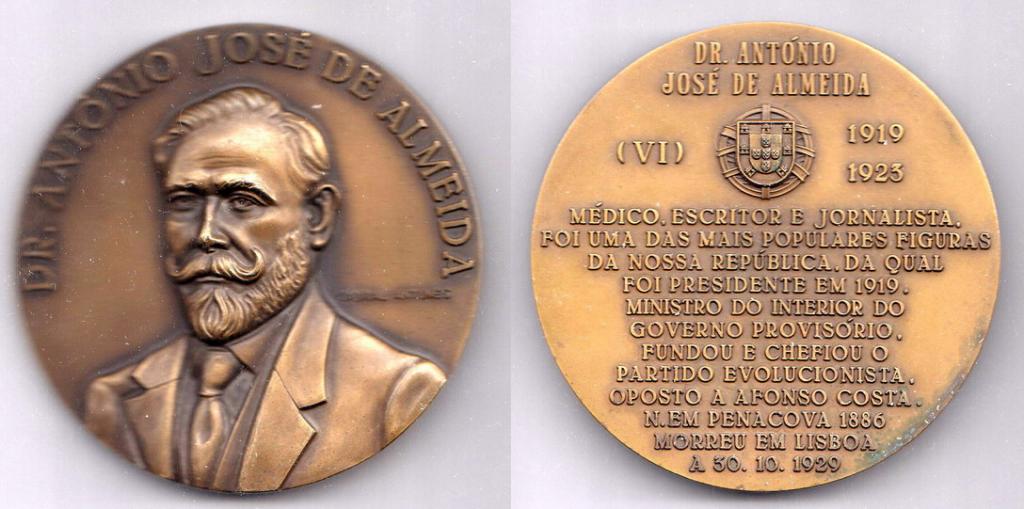 DR. ANTÓNIO JOSÉ DE ALMEIDA
DR. ANTÓNIO
JOSÉ DE ALMEIDA
(VI)
1919
1923
MÉDICO, ESCRITOR E JORNALISTA,
FOI UMA DAS MAIS POPULARES FIGURAS
DA NOSSA REPÚBLICA, DA QUAL
FOI PRESIDENTE EM 1919.
MINISTRO DO INTERIOR DO
GOVERNO PROVISÓRIO,
FUNDOU E CHEFIOU O
PARTIDO EVOLUCIONISTA,
OPOSTO A AFONSO COSTA.
N. EM PENACOVA 1886
MORREU EM LISBOA
A 30. 10. 1929